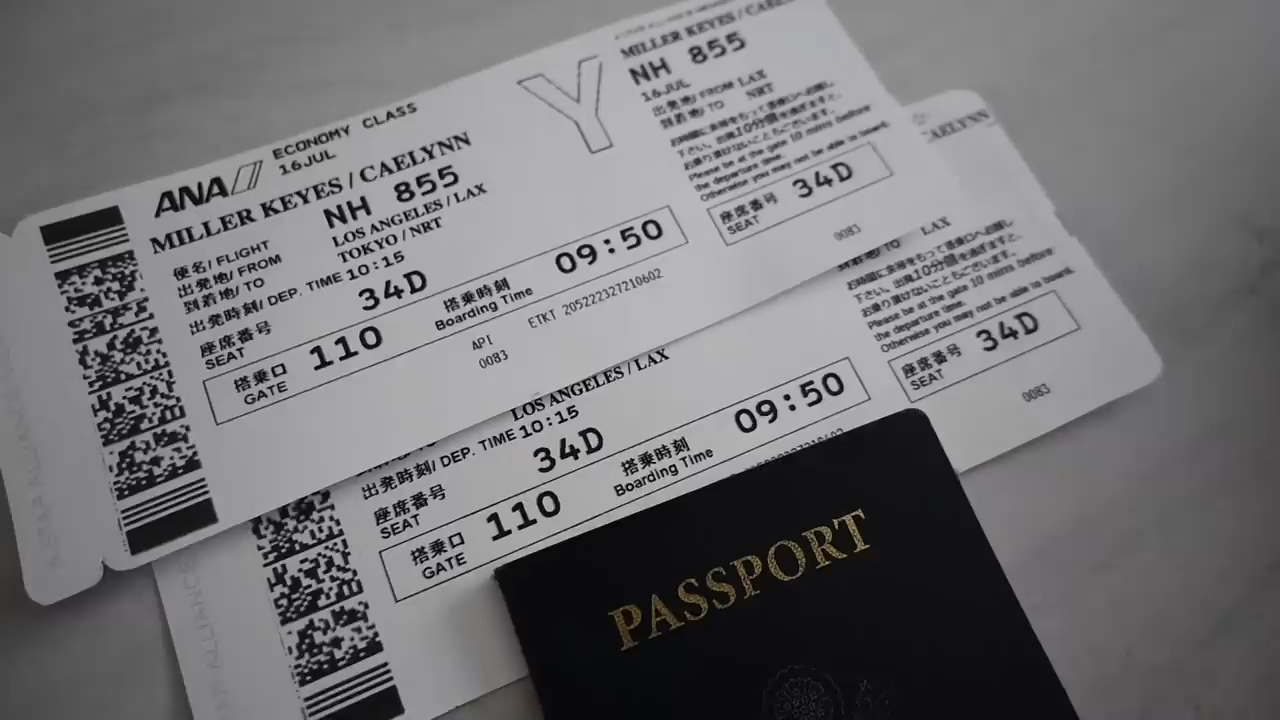 ANA
ECONOMY CLASS
16JUL
MILLER KEYES / CAELYNN
便名/ FLIGHT
NH 855
出発地/ FROM
LOS ANGELES / LAX
到着地/ TO
TOKYO / NRT
出発時刻/ DEP. TIME 10:15
座席番号
SEAT
34D
搭乗口
GATE
110
搭乗時刻
Boarding Time
09:50
API
0083
ETKT 205222327210602
Y
MILLER KEYES / CAEL
NH 855
16JUL
出発地/ FROM LAX
到着地/ TO NRT
Please be at the gate 10 mins before
the departure time.
Otherwise you may not be able to board.
座席番号
SEAT
34D
0083
CAELYNN
LAX
TO
Please be at the gate 10 mins before
the departure time.
Otherwise you may not be able to board.
座席番号
SEAT
34D
0083
LOS ANGELES / LAX
出発時刻/ DEP. TIME 10:15
座席番号
SEAT
34D
搭乗口
GATE
110
搭乗時刻
Boarding Time
09:50
PASSPORT